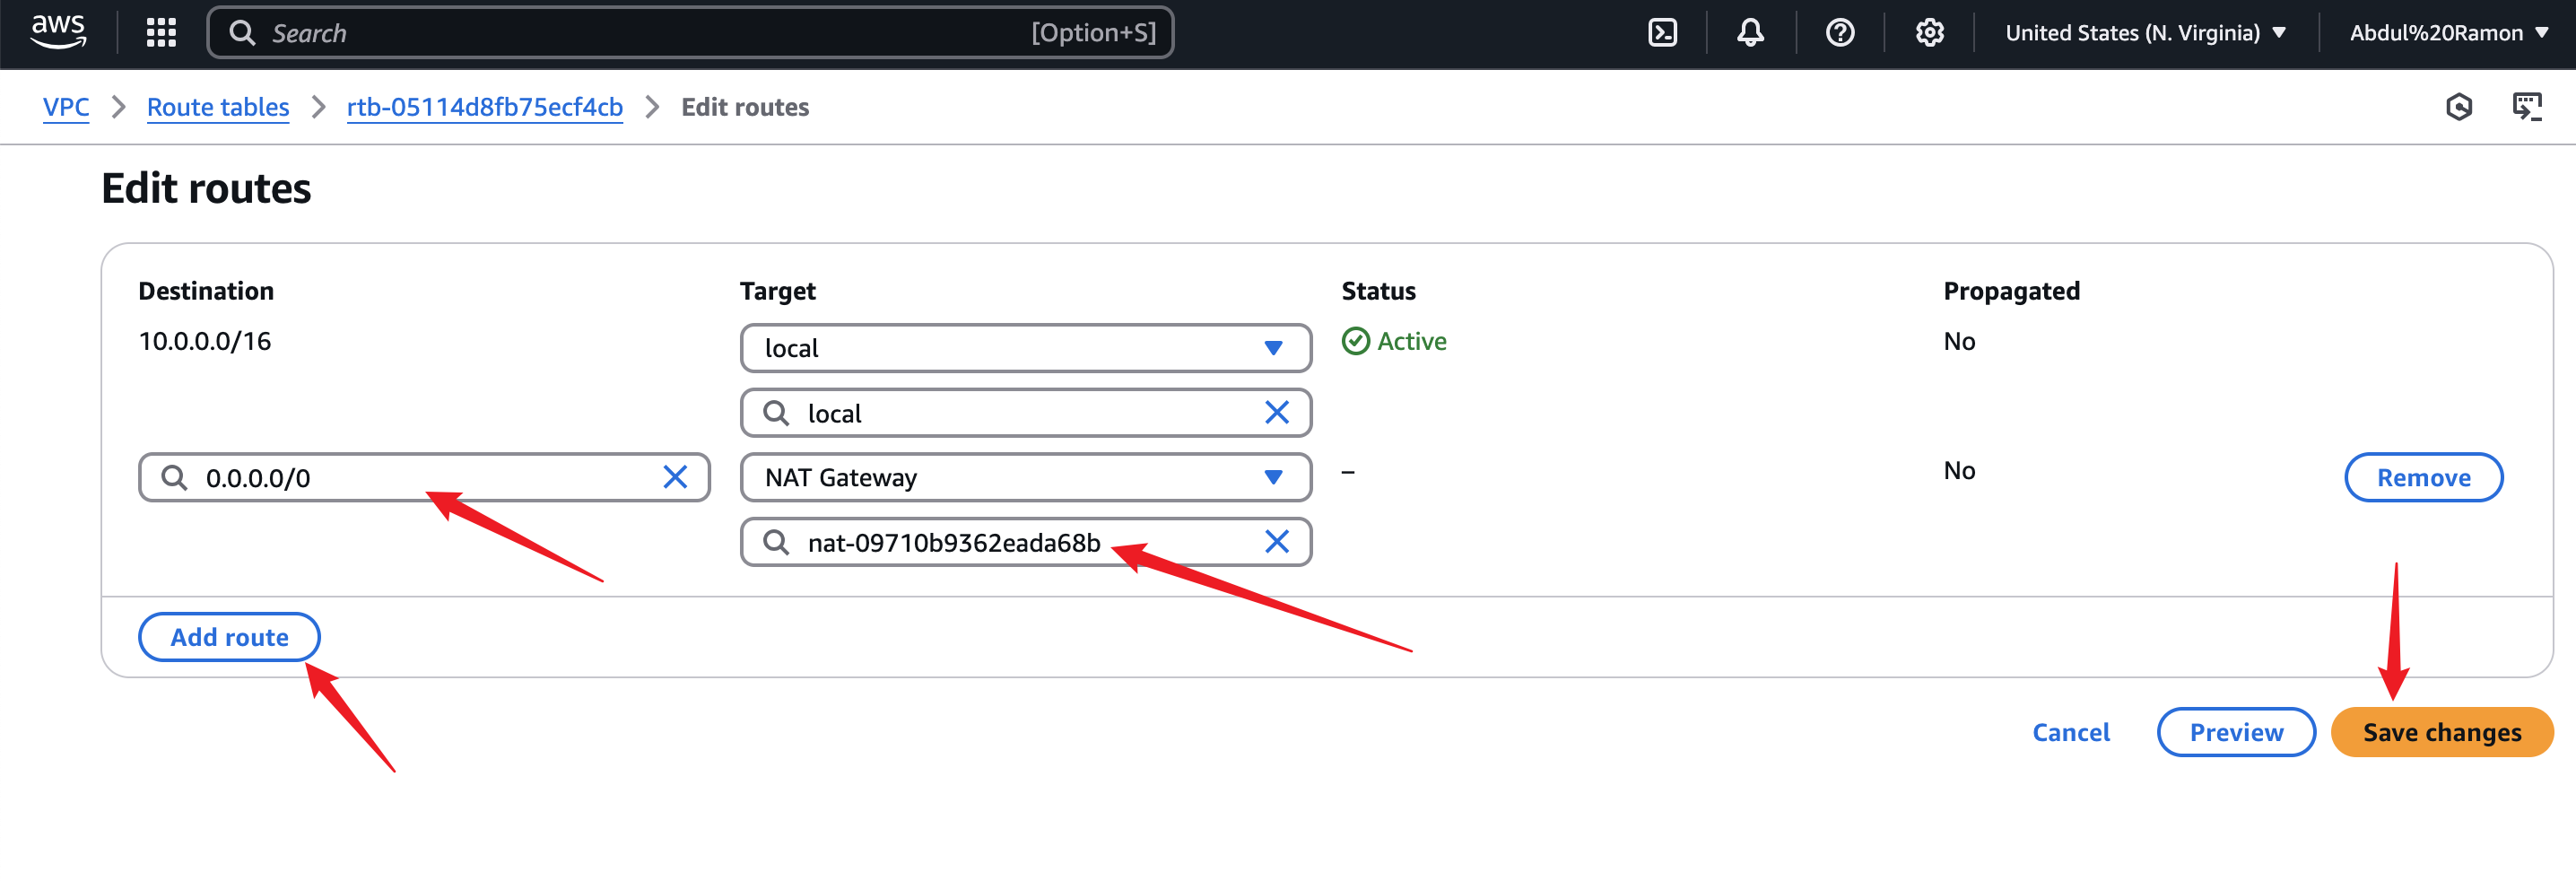 aws
Search [Option+S] United States (N. Virginia) Abdul%20Ramon
VPC Route tables rtb-05114d8fb75ecf4cb Edit routes
Edit routes
Destination Target Status Propagated
10.0.0.0/16 local Active No
local
0.0.0.0/0 NAT Gateway – No Remove
nat-09710b9362eada68b
Add route
Cancel Preview Save changes